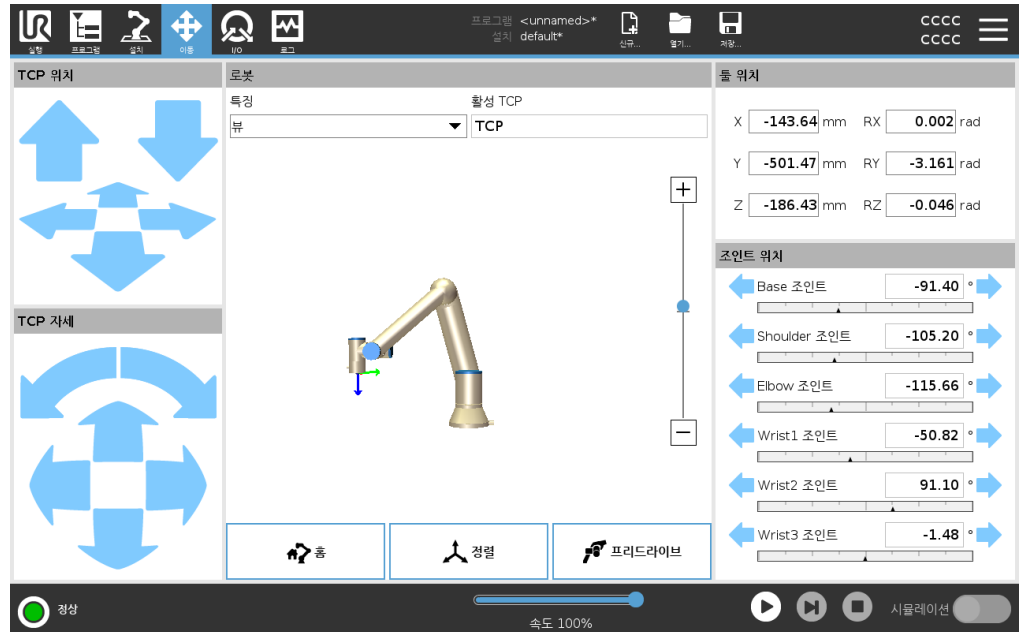 UR
실행
프로그램
설치
이동
I/O
로그
프로그램 <unnamed>*
설치 default*
신규...
열기...
저장...
CCCC
CCCC
TCP 위치
로봇
툴 위치
특징
활성 TCP
뷰
TCP
X -143.64 mm RX 0.002 rad
Y -501.47 mm RY -3.161 rad
Z -186.43 mm RZ -0.046 rad
조인트 위치
Base 조인트 -91.40 °
Shoulder 조인트 -105.20 °
Elbow 조인트 -115.66 °
Wrist1 조인트 -50.82 °
Wrist2 조인트 91.10 °
Wrist3 조인트 -1.48 °
TCP 자세
홈
정렬
프리드라이브
정상
속도 100%
시뮬레이션